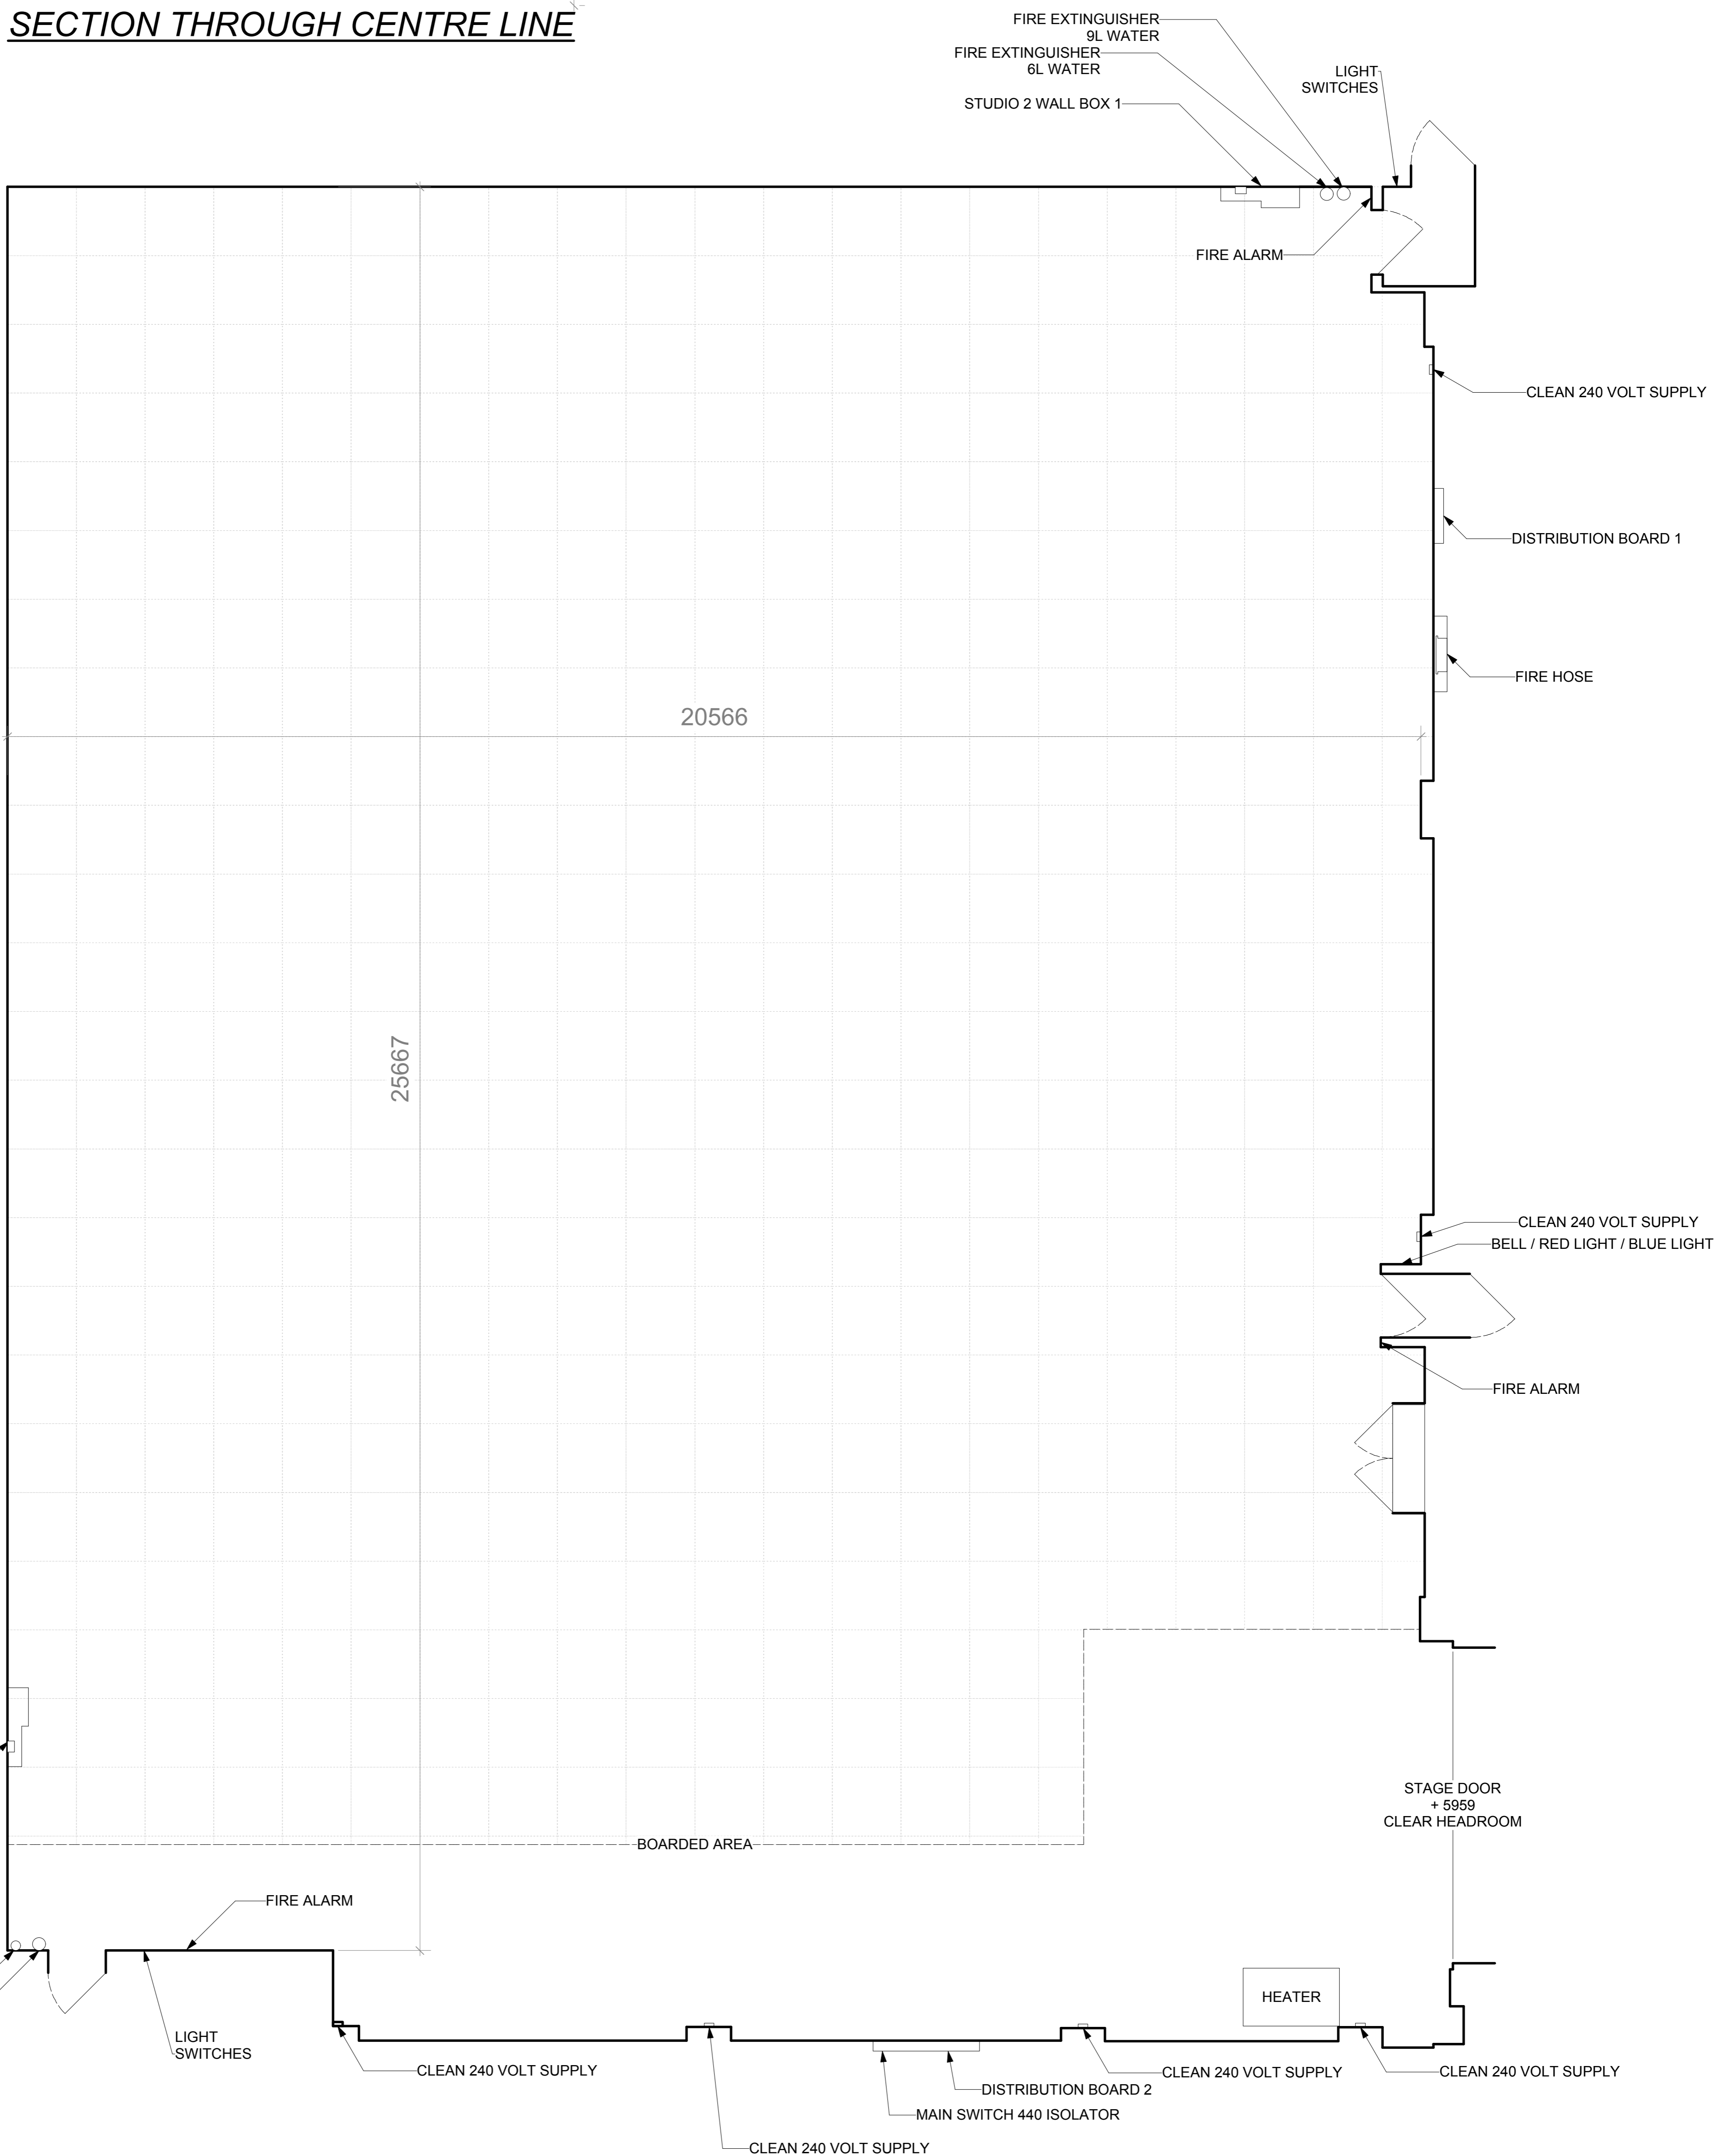 SECTION THROUGH CENTRE LINE
FIRE EXTINGUISHER
9L WATER
FIRE EXTINGUISHER
6L WATER
LIGHT
SWITCHES
STUDIO 2 WALL BOX 1
FIRE ALARM
CLEAN 240 VOLT SUPPLY
DISTRIBUTION BOARD 1
FIRE HOSE
20566
25667
CLEAN 240 VOLT SUPPLY
BELL / RED LIGHT / BLUE LIGHT
FIRE ALARM
STAGE DOOR
+ 5959
CLEAR HEADROOM
BOARDED AREA
FIRE ALARM
HEATER
LIGHT
SWITCHES
CLEAN 240 VOLT SUPPLY
CLEAN 240 VOLT SUPPLY
CLEAN 240 VOLT SUPPLY
DISTRIBUTION BOARD 2
MAIN SWITCH 440 ISOLATOR
CLEAN 240 VOLT SUPPLY